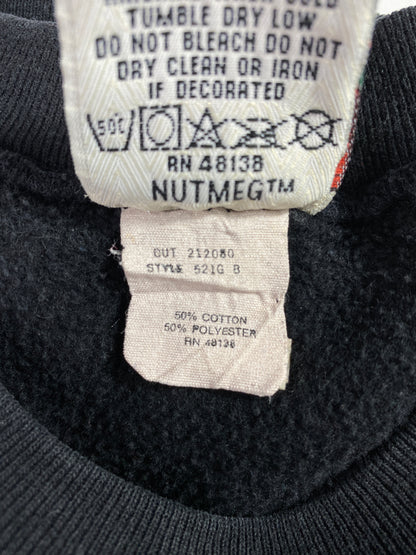 TUMBLE DRY LOW
DO NOT BLEACH DO NOT
DRY CLEAN OR IRON
IF DECORATED
50C
RN 48138
NUTMEG™
CUT 212080
STYLE 521G B
50% COTTON
50% POLYESTER
RN 48138